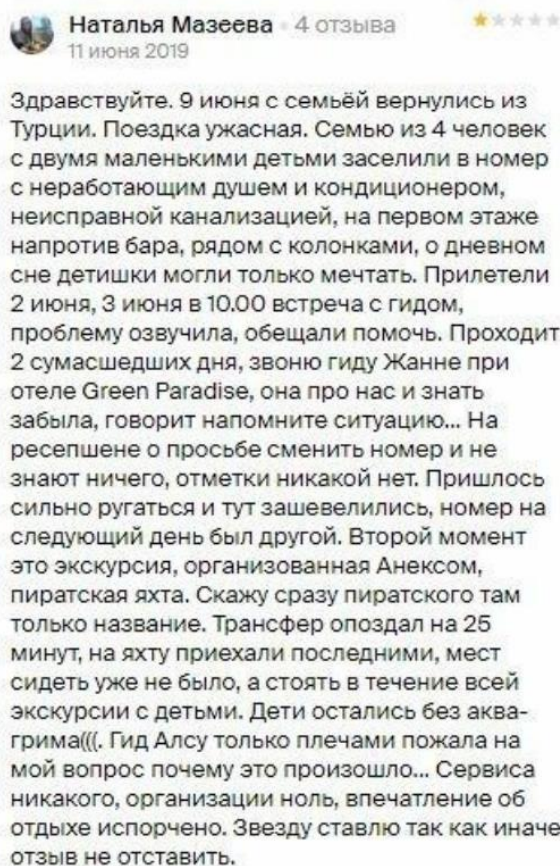 Наталья Мазеева · 4 отзыва
11 июня 2019
Здравствуйте. 9 июня с семьёй вернулись из
Турции. Поездка ужасная. Семью из 4 человек
с двумя маленькими детьми заселили в номер
с неработающим душем и кондиционером,
неисправной канализацией, на первом этаже
напротив бара, рядом с колонками, о дневном
сне детишки могли только мечтать. Прилетели
2 июня, 3 июня в 10.00 встреча с гидом,
проблему озвучила, обещали помочь. Проходит
2 сумасшедших дня, звоню гиду Жанне при
отеле Green Paradise, она про нас и знать
забыла, говорит напомните ситуацию... На
ресепшене о просьбе сменить номер и не
знают ничего, отметки никакой нет. Пришлось
сильно ругаться и тут зашевелились, номер на
следующий день был другой. Второй момент
это экскурсия, организованная Анексом,
пиратская яхта. Скажу сразу пиратского там
только название. Трансфер опоздал на 25
минут, на яхту приехали последними, мест
сидеть уже не было, а стоять в течение всей
экскурсии с детьми. Дети остались без аква-
грима(((. Гид Алсу только плечами пожала на
мой вопрос почему это произошло... Сервиса
никакого, организации ноль, впечатление об
отдыхе испорчено. Звезду ставлю так как иначе
отзыв не отставить.